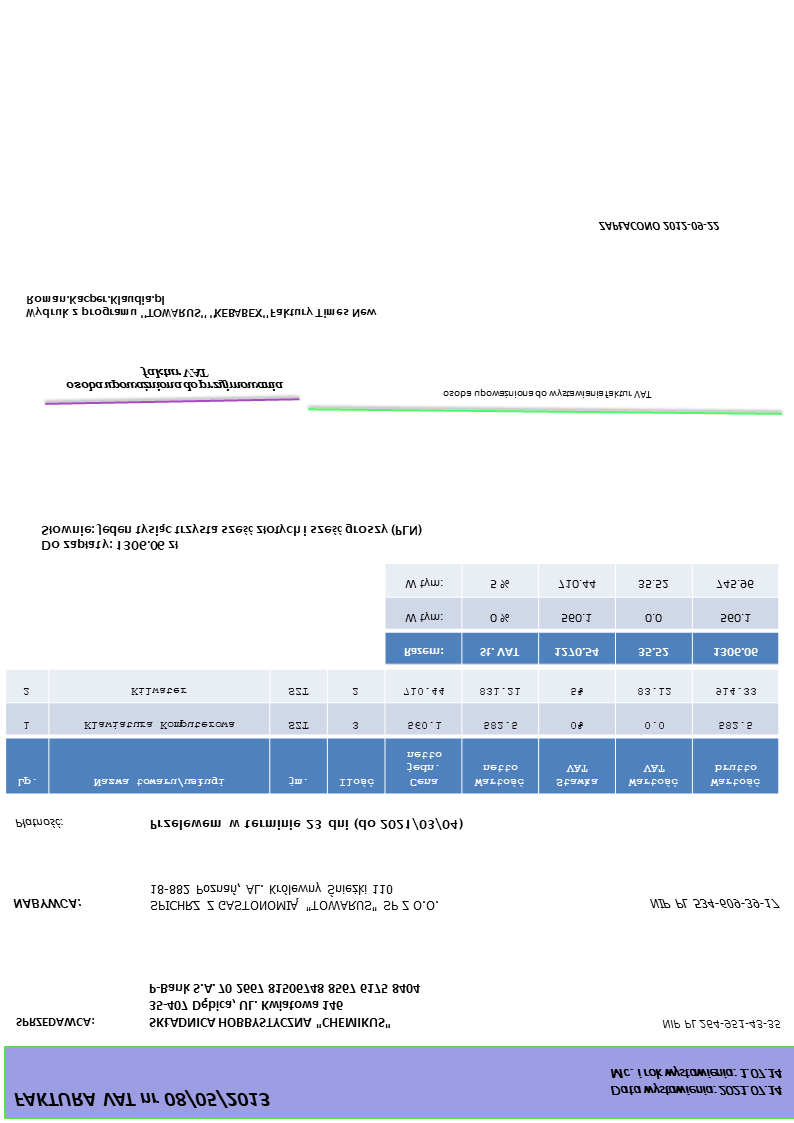 FAKTURA VAT nr 08/05/2013
Data wystawienia: 2021.07.14
Mc. i rok wystawienia: 1.07.14
SPRZEDAWCA:
SKŁADNICA HOBBYSTYCZNA "CHEMIKUS"
NIP PL 264-951-43-35
35-407 Dębica, UL. Kwiatowa 146
P-Bank S.A. 70 2667 81506748 8567 6175 8404
NABYWCA:
SPICHRZ Z GASTONOMIĄ "TOWARUS" SP Z O.O.
NIP PL 534-609-39-17
18-882 Poznań, AL. Królewny Śnieżki 110
Płatność:
Przelewem w terminie 23 dni (do 2021/03/04)
Lp. Nazwa towaru/usługi jm. Ilość Cena jedn. netto Wartość netto Stawka VAT Wartość VAT Wartość brutto
1 Klawiatura Komputerowa SZT 3 560.1 582.5 0% 0.0 582.5
2 Kilwater SZT 2 710.44 831.21 5% 83.12 914.33
Razem: St. VAT 1270.54 35.52 1306.06
W tym: 0 % 560.1 0.0 560.1
W tym: 5 % 710.44 35.52 745.96
Do zapłaty: 1306.06 zł
Słownie: Jeden tysiąc trzysta sześć złotych i sześć groszy (PLN)
osoba upoważniona do przyjmowania
faktur VAT
osoba upoważniona do wystawiania faktur VAT
Wydruk z programu "TOWARUS" "KEBABEX" Faktury Times New
Roman.Kacper.Klaudia.pl
ZAPŁACONO 2012-09-22